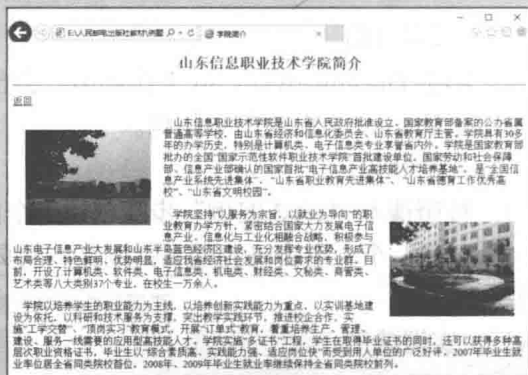 E:\人民邮电出版社教材\例题
学院简介
山东信息职业技术学院简介
返回
山东信息职业技术学院是山东省人民政府批准设立、国家教育部备案的公办省属
普通高等学校，由山东省经济和信息化委员会、山东省教育厅主管。学院具有30多
年的办学历史，特别是计算机类、电子信息类专业享誉省内外。学院是国家教育部
批办的全国"国家示范性软件职业技术学院"首批建设单位、国家劳动和社会保障
部、信息产业部确认的国家首批"电子信息产业高技能人才培养基地"、是"全国信
息产业系统先进集体"、"山东省职业教育先进集体"、"山东省德育工作优秀高
校"、"山东省文明校园"。
学院坚持"以服务为宗旨，以就业为导向"的职
业教育办学方针，紧密结合国家大力发展电子信
息产业、信息化与工业化相融合战略，积极参与
山东电子信息产业大发展和山东半岛蓝色经济区建设，充分发挥专业优势，形成了
布局合理、特色鲜明、优势明显、适应我省经济社会发展和岗位需求的专业群。目
前，开设了计算机类、软件类、电子信息类、机电类、财经类、文秘类、商管类、
艺术类等八大类别37个专业，在校生一万余人。
学院以培养学生的职业能力为主线，以培养创新实践能力为重点，以实训基地建
设为依托，以科研和技术服务为支撑，突出教学实践环节，推进校企合作，实
施"工学交替"、"顶岗实习"教育模式，开展"订单式"教育，着重培养生产、管理、
建设、服务一线需要的应用型高技能人才。学院实施"多证书"工程，学生在取得毕业证书的同时，还可以获得多种高
层次职业资格证书，毕业生以"综合素质高、实践能力强、适应岗位快"而受到用人单位的广泛好评，2007年毕业生就
业率位居全省同类院校首位，2008年、2009年毕业生就业率继续保持全省同类院校前列。